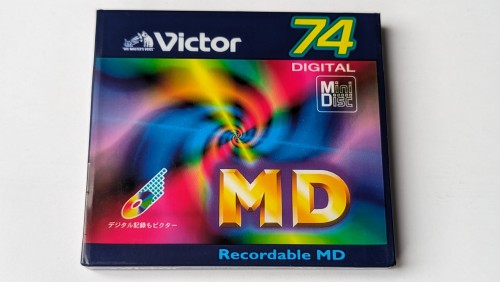 "HIS MASTER'S VOICE"
Victor
74
DIGITAL
Mini
Disc
MD
デジタル記録もビクター
Recordable MD